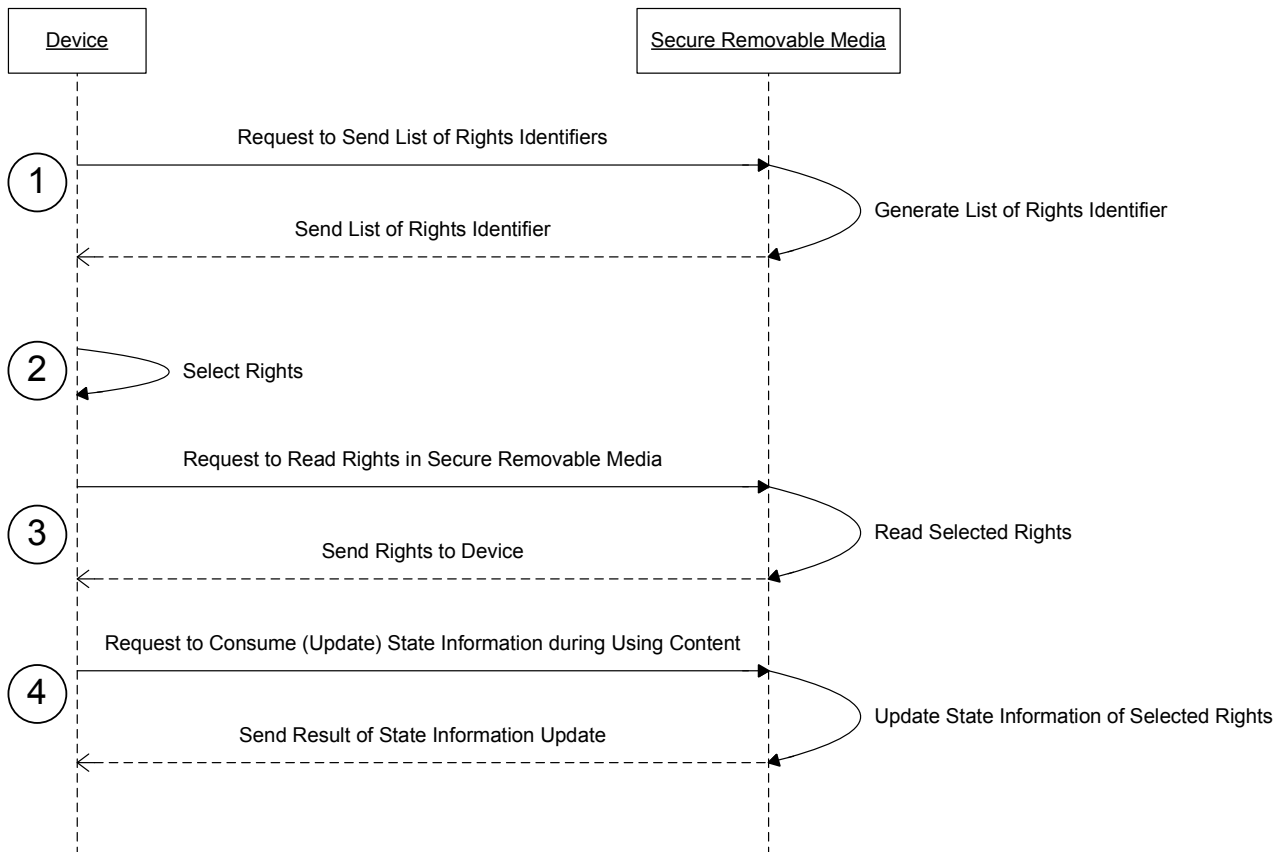 Device
Secure Removable Media
Request to Send List of Rights Identifiers
1
Generate List of Rights Identifier
Send List of Rights Identifier
2
Select Rights
Request to Read Rights in Secure Removable Media
3
Read Selected Rights
Send Rights to Device
Request to Consume (Update) State Information during Using Content
4
Update State Information of Selected Rights
Send Result of State Information Update